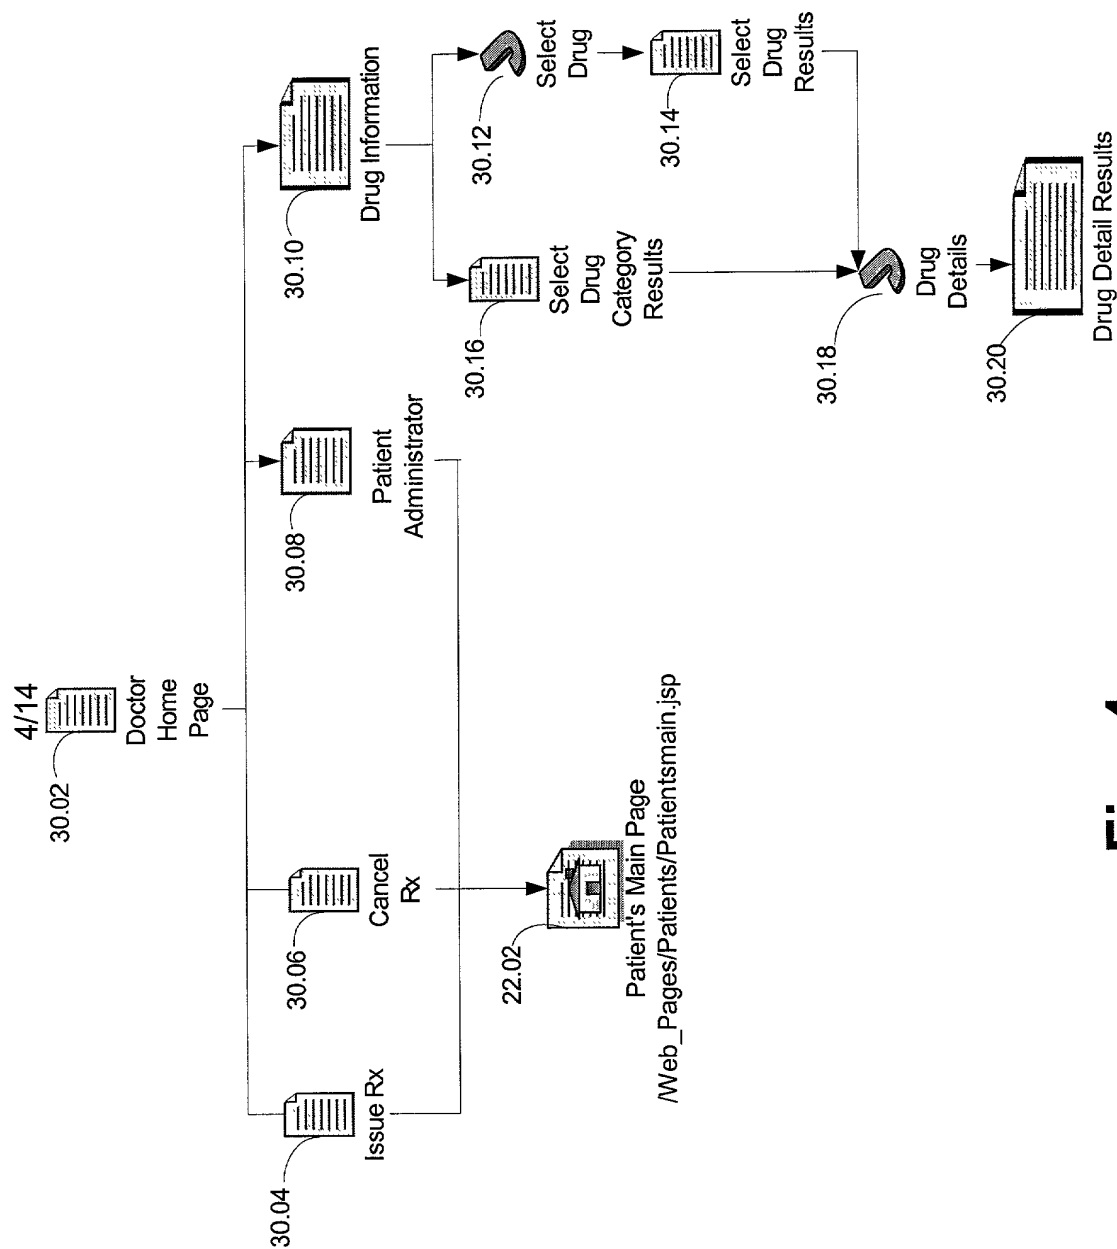 4/14
30.02
Doctor
Home
Page
30.04
Issue Rx
30.06
Cancel
Rx
30.08
Patient
Administrator
30.10
Drug Information
22.02
Patient's Main Page
/Web_Pages/Patients/Patientsmain.jsp
30.16
Select
Drug
Category
Results
30.12
Select
Drug
30.14
Select
Drug
Results
30.18
Drug
Details
30.20
Drug Detail Results